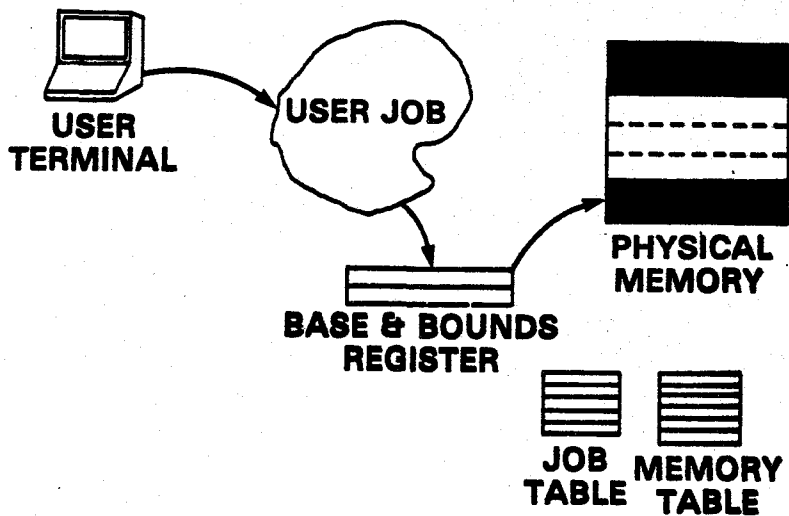 USER
TERMINAL
USER JOB
PHYSICAL
MEMORY
BASE & BOUNDS
REGISTER
JOB
TABLE
MEMORY
TABLE